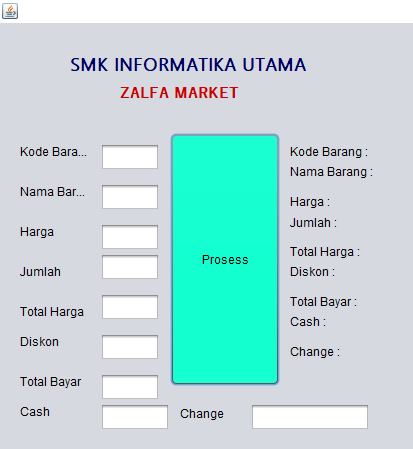 SMK INFORMATIKA UTAMA
ZALFA MARKET
Kode Bara...
Nama Bar...
Harga
Jumlah
Total Harga
Diskon
Total Bayar
Cash
Change
Prosess
Kode Barang :
Nama Barang :
Harga :
Jumlah :
Total Harga :
Diskon :
Total Bayar :
Cash :
Change :